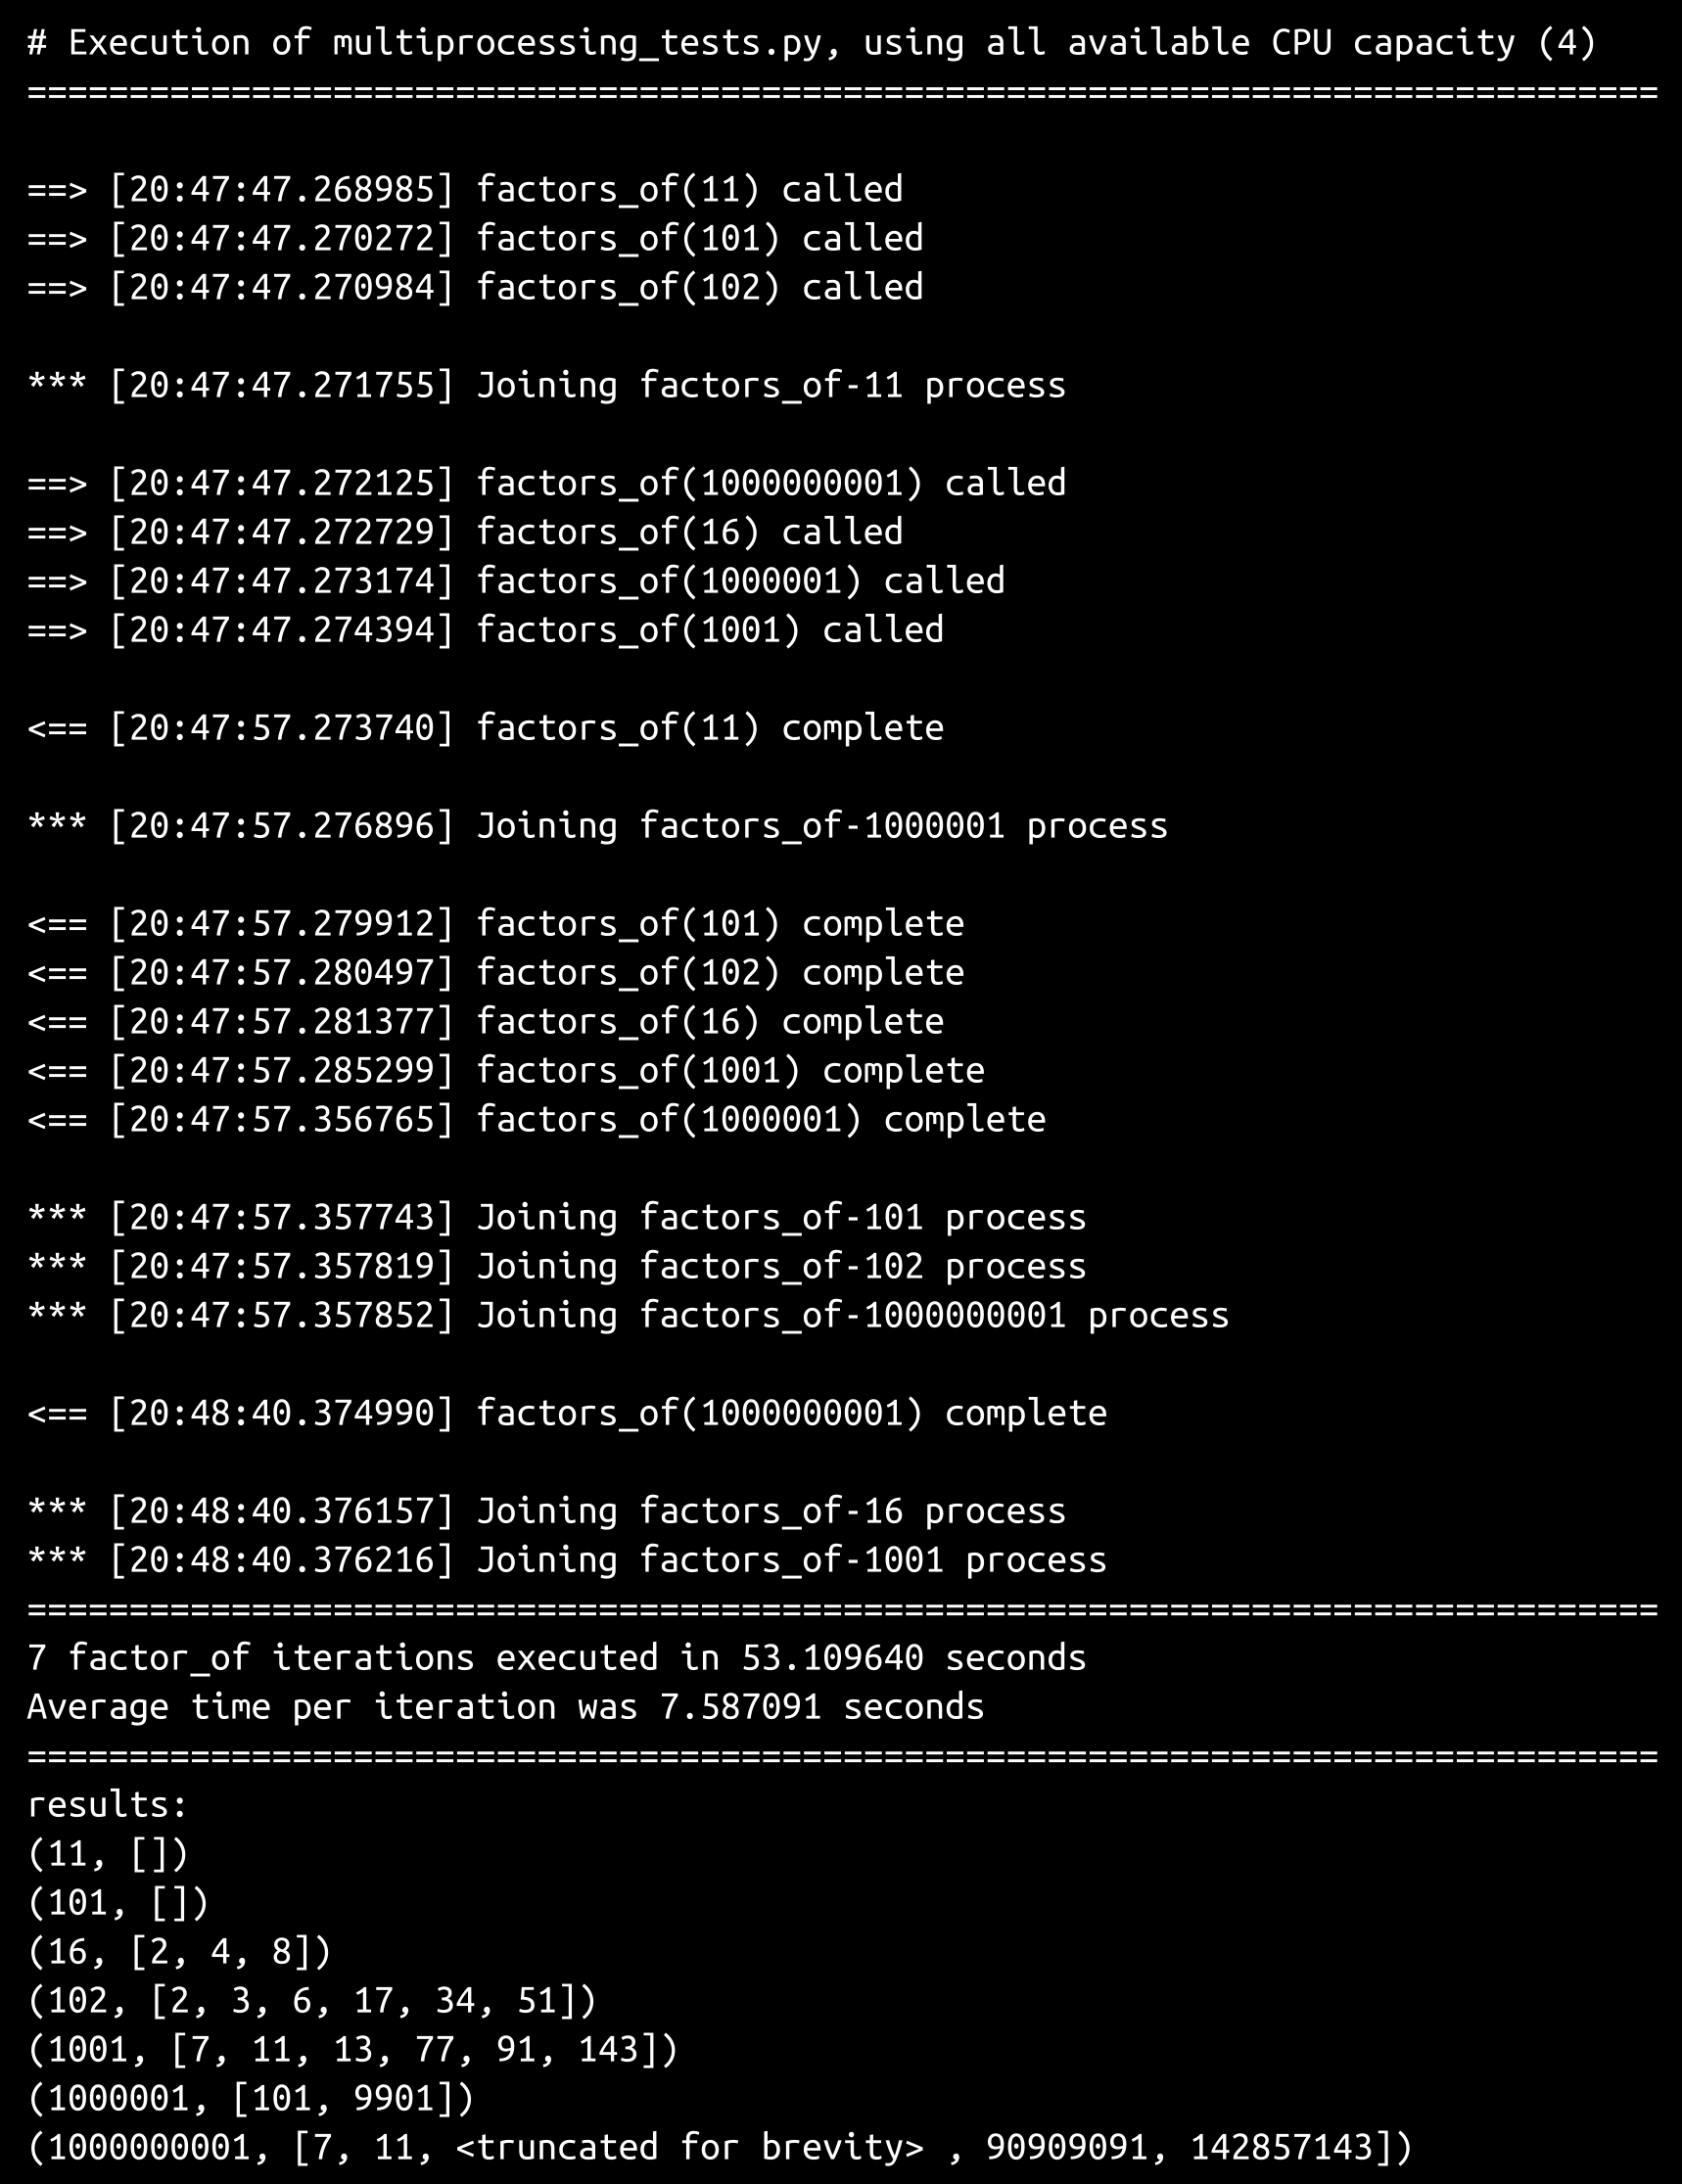 # Execution of multiprocessing_tests.py, using all available CPU capacity (4)
================================================================================
==> [20:47:47.268985] factors_of(11) called
==> [20:47:47.270272] factors_of(101) called
==> [20:47:47.270984] factors_of(102) called
*** [20:47:47.271755] Joining factors_of-11 process
==> [20:47:47.272125] factors_of(1000000001) called
==> [20:47:47.272729] factors_of(16) called
==> [20:47:47.273174] factors_of(1000001) called
==> [20:47:47.274394] factors_of(1001) called
<== [20:47:57.273740] factors_of(11) complete
*** [20:47:57.276896] Joining factors_of-1000001 process
<== [20:47:57.279912] factors_of(101) complete
<== [20:47:57.280497] factors_of(102) complete
<== [20:47:57.281377] factors_of(16) complete
<== [20:47:57.285299] factors_of(1001) complete
<== [20:47:57.356765] factors_of(1000001) complete
*** [20:47:57.357743] Joining factors_of-101 process
*** [20:47:57.357819] Joining factors_of-102 process
*** [20:47:57.357852] Joining factors_of-1000000001 process
<== [20:48:40.374990] factors_of(1000000001) complete
*** [20:48:40.376157] Joining factors_of-16 process
*** [20:48:40.376216] Joining factors_of-1001 process
================================================================================
7 factor_of iterations executed in 53.109640 seconds
Average time per iteration was 7.587091 seconds
================================================================================
results:
(11, [])
(101, [])
(16, [2, 4, 8])
(102, [2, 3, 6, 17, 34, 51])
(1001, [7, 11, 13, 77, 91, 143])
(1000001, [101, 9901])
(1000000001, [7, 11, <truncated for brevity> , 90909091, 142857143])